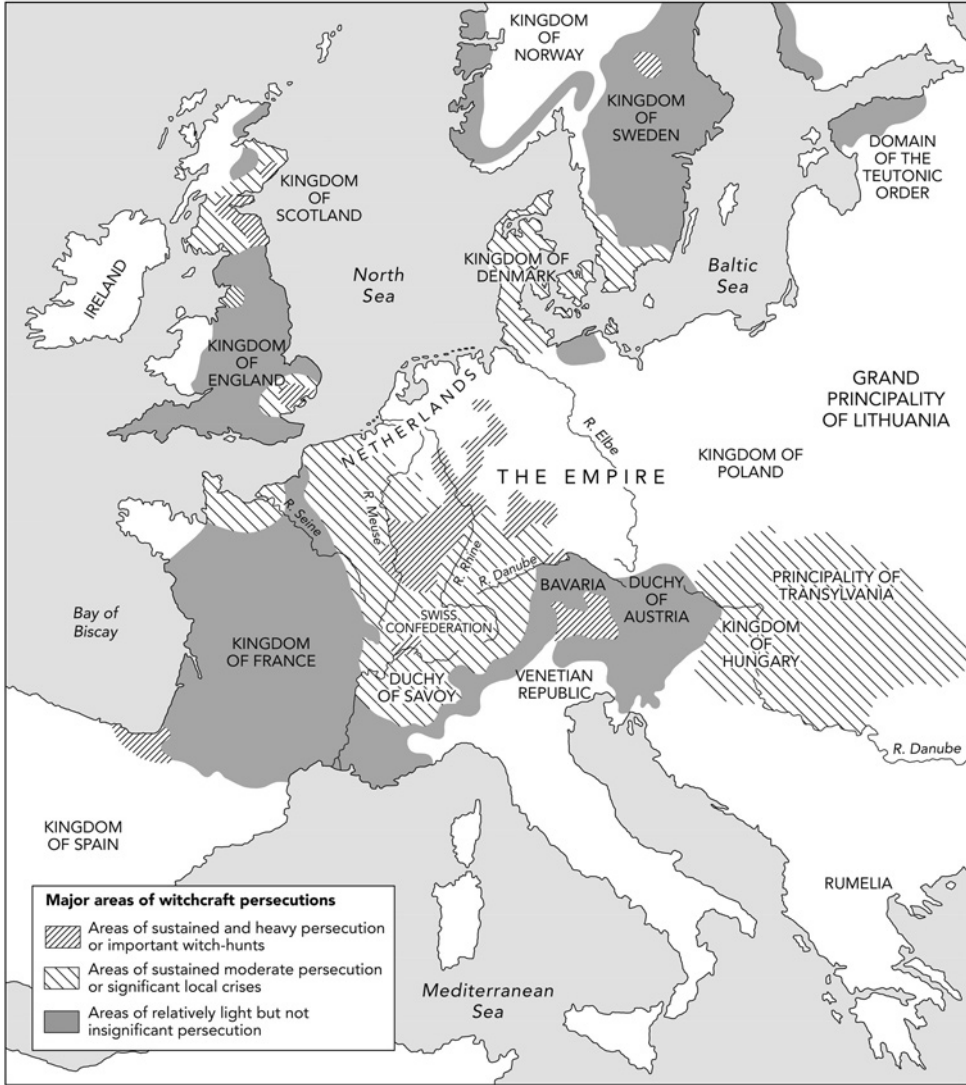 KINGDOM
OF
NORWAY
KINGDOM
OF
SWEDEN
DOMAIN
OF THE
TEUTONIC
ORDER
KINGDOM
OF
SCOTLAND
IRELAND
North
Sea
KINGDOM OF
DENMARK
Baltic
Sea
KINGDOM
OF
ENGLAND
GRAND
PRINCIPALITY
OF LITHUANIA
NETHERLANDS
R. Elbe
KINGDOM OF
POLAND
THE EMPIRE
R. Seine
R. Meuse
R. Rhine
R. Danube
BAVARIA
DUCHY
OF
AUSTRIA
PRINCIPALITY OF
TRANSYLVANIA
Bay of
Biscay
KINGDOM
OF FRANCE
SWISS
CONFEDERATION
KINGDOM
OF
HUNGARY
DUCHY
OF SAVOY
VENETIAN
REPUBLIC
R. Danube
KINGDOM
OF SPAIN
RUMELIA
Mediterranean
Sea
Major areas of witchcraft persecutions
Areas of sustained and heavy persecution
or important witch-hunts
Areas of sustained moderate persecution
or significant local crises
Areas of relatively light but not
insignificant persecution